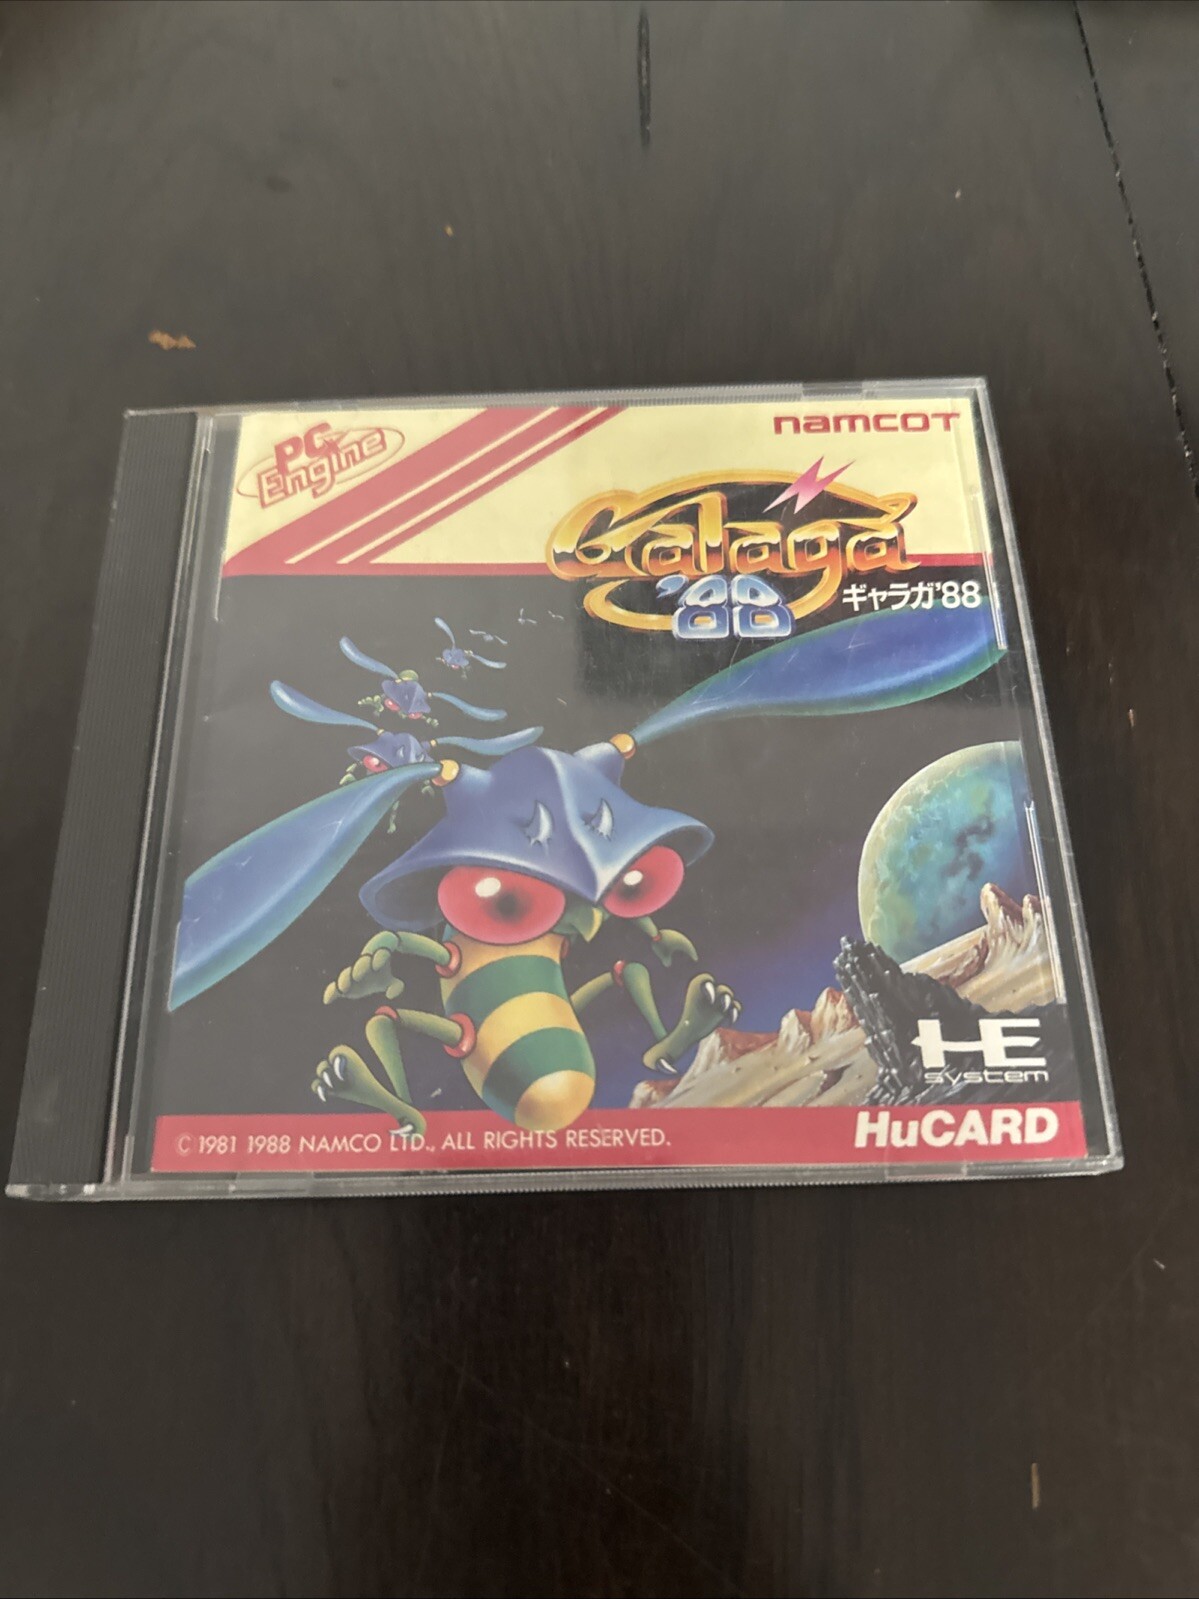 PC
Engine
namcoT
Galaga
'88
ギャラガ'88
HE
system
HuCARD
© 1981 1988 NAMCO LTD., ALL RIGHTS RESERVED.